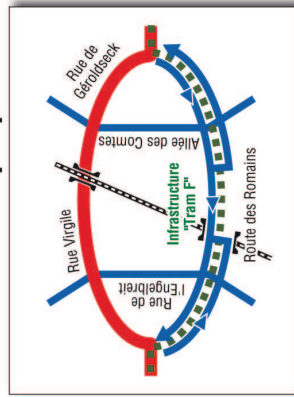 Rue de
Géroldseck
Rue Virgile
Allée des Comtes
Infrastructure
"Tram F"
Rue de
l'Engelbreit
Route des Romains